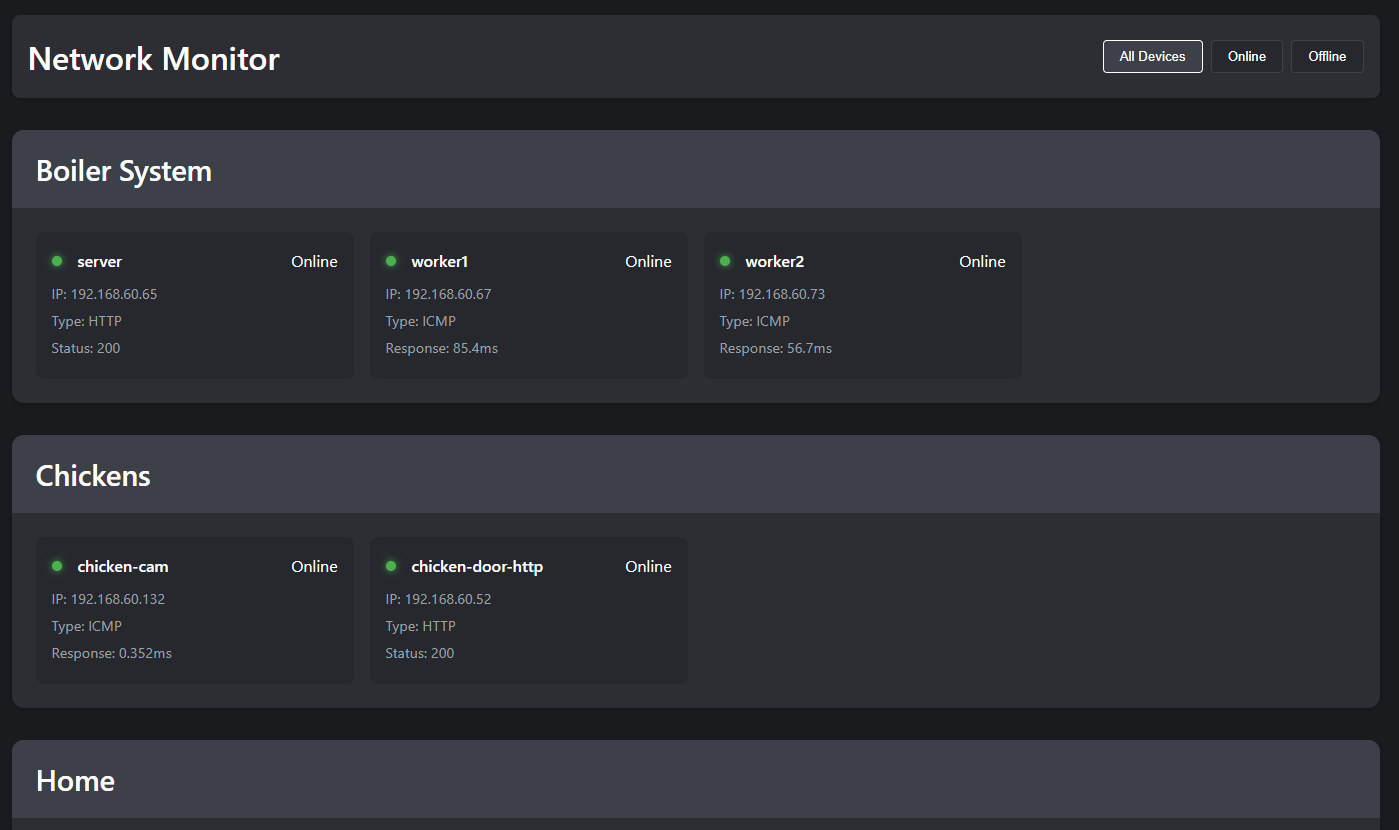 Network Monitor
All Devices
Online
Offline
Boiler System
server Online
IP: 192.168.60.65
Type: HTTP
Status: 200
worker1 Online
IP: 192.168.60.67
Type: ICMP
Response: 85.4ms
worker2 Online
IP: 192.168.60.73
Type: ICMP
Response: 56.7ms
Chickens
chicken-cam Online
IP: 192.168.60.132
Type: ICMP
Response: 0.352ms
chicken-door-http Online
IP: 192.168.60.52
Type: HTTP
Status: 200
Home